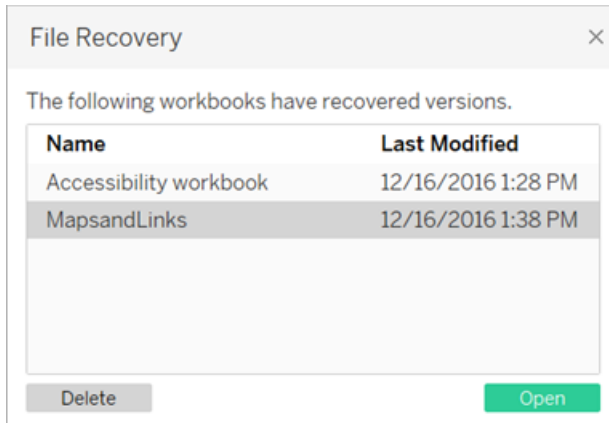 File Recovery
The following workbooks have recovered versions.
Name Last Modified
Accessibility workbook 12/16/2016 1:28 PM
MapsandLinks 12/16/2016 1:38 PM
Delete Open